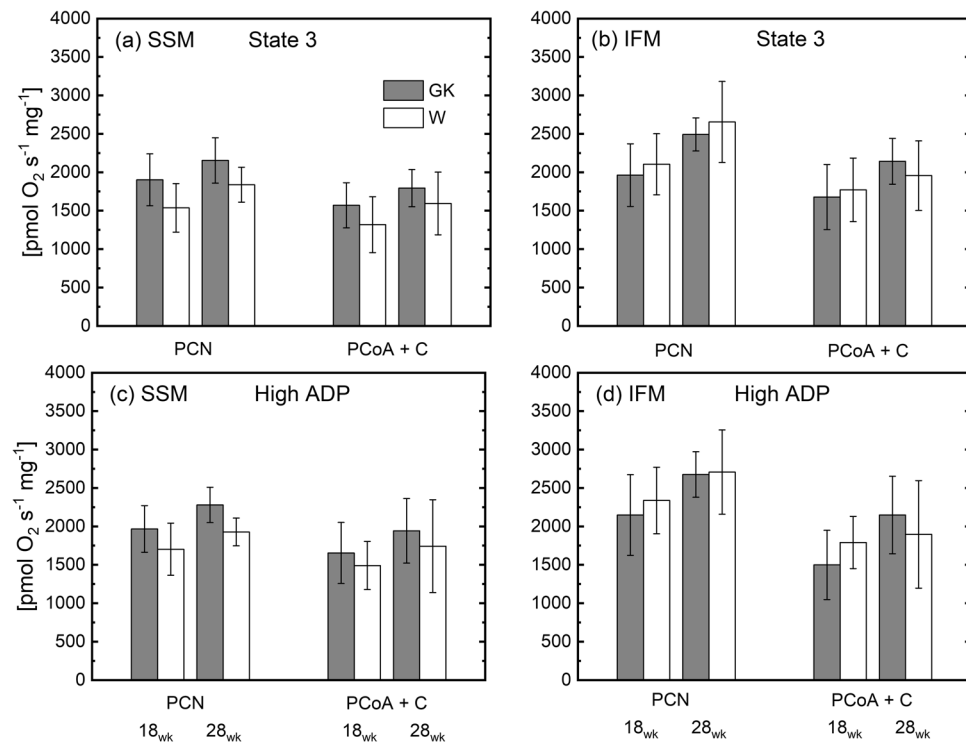 (a) SSM State 3
GK
W
[pmol O₂ s⁻¹ mg⁻¹]
4000
3500
3000
2500
2000
1500
1000
500
0
PCN PCoA + C
(b) IFM State 3
4000
3500
3000
2500
2000
1500
1000
500
0
PCN PCoA + C
(c) SSM High ADP
[pmol O₂ s⁻¹ mg⁻¹]
4000
3500
3000
2500
2000
1500
1000
500
0
PCN PCoA + C
18wk 28wk 18wk 28wk
(d) IFM High ADP
4000
3500
3000
2500
2000
1500
1000
500
0
PCN PCoA + C
18wk 28wk 18wk 28wk